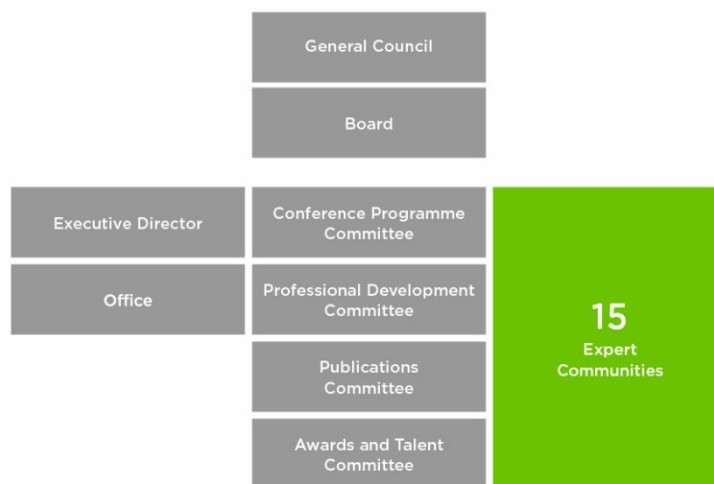 General Council
Board
Executive Director
Office
Conference Programme
Committee
Professional Development
Committee
Publications
Committee
Awards and Talent
Committee
15
Expert
Communities